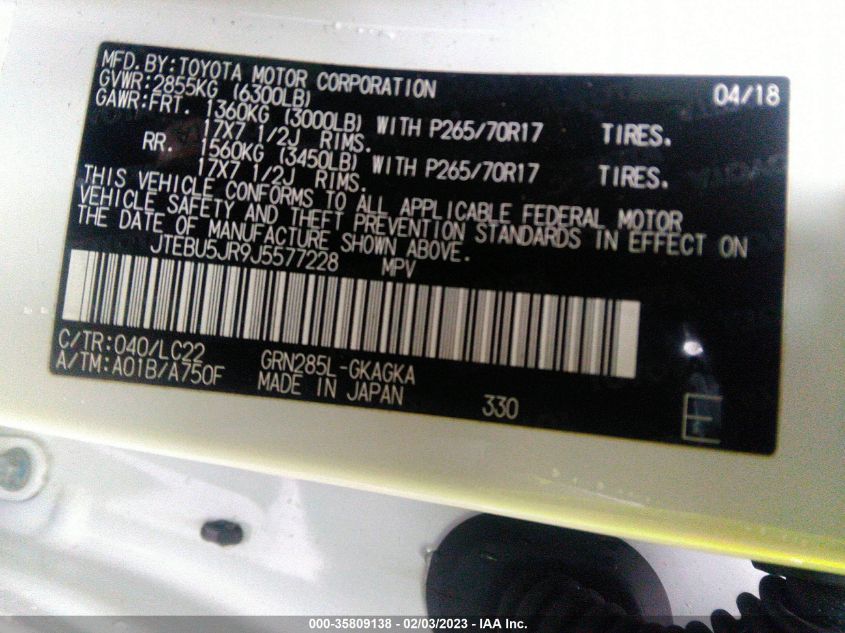 MFD. BY: TOYOTA MOTOR CORPORATION 04/18
GVWR: 2855KG (6300LB)
GAWR: FRT. 1360KG (3000LB) WITH P265/70R17 TIRES.
17X7 1/2J RIMS.
RR. 1560KG (3450LB) WITH P265/70R17 TIRES.
17X7 1/2J RIMS.
THIS VEHICLE CONFORMS TO ALL APPLICABLE FEDERAL MOTOR
VEHICLE SAFETY AND THEFT PREVENTION STANDARDS IN EFFECT ON
THE DATE OF MANUFACTURE SHOWN ABOVE.
JTEBU5JR9J5577228 MPV
C/TR: 040/LC22 GRN285L-GKAGKA
A/TM: A01B/A750F MADE IN JAPAN 330 E
000-35809138 - 02/03/2023 - IAA Inc.